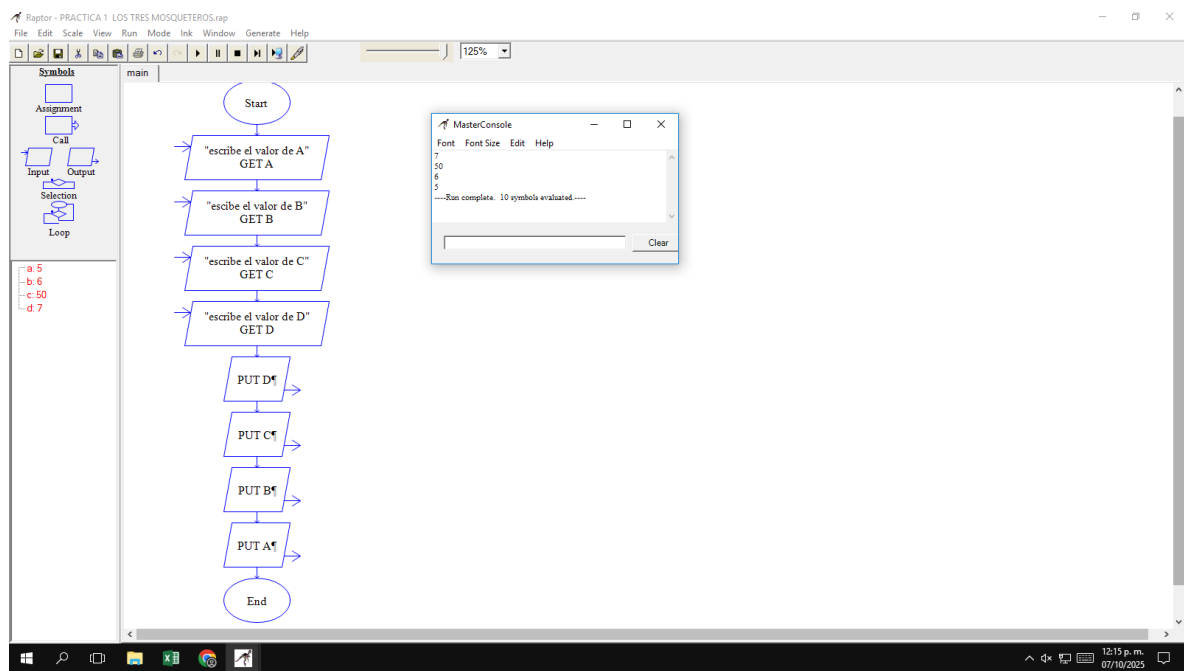 Raptor - PRACTICA 1 LOS TRES MOSQUETEROS.rap
File Edit Scale View Run Mode Ink Window Generate Help
125%
Symbols
Assignment
Call
Input Output
Selection
Loop
a: 5
b: 6
c: 50
d: 7
main
Start
"escribe el valor de A"
GET A
"escibe el valor de B"
GET B
"escribe el valor de C"
GET C
"escribe el valor de D"
GET D
PUT D¶
PUT C¶
PUT B¶
PUT A¶
End
MasterConsole
Font Font Size Edit Help
7
50
6
5
----Run complete. 10 symbols evaluated.----
Clear
12:15 p. m.
07/10/2025